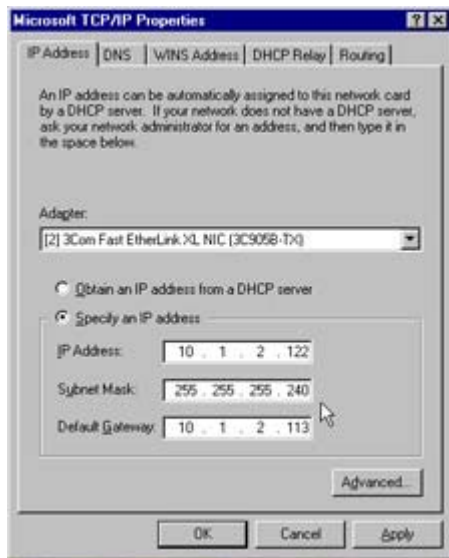 Microsoft TCP/IP Properties
IP Address DNS WINS Address DHCP Relay Routing
An IP address can be automatically assigned to this network card
by a DHCP server. If your network does not have a DHCP server,
ask your network administrator for an address, and then type it in
the space below.
Adapter:
[2] 3Com Fast EtherLink XL NIC (3C905B-TX)
Obtain an IP address from a DHCP server
Specify an IP address
IP Address: 10 . 1 . 2 . 122
Subnet Mask: 255 . 255 . 255 . 240
Default Gateway: 10 . 1 . 2 . 113
Advanced...
OK Cancel Apply